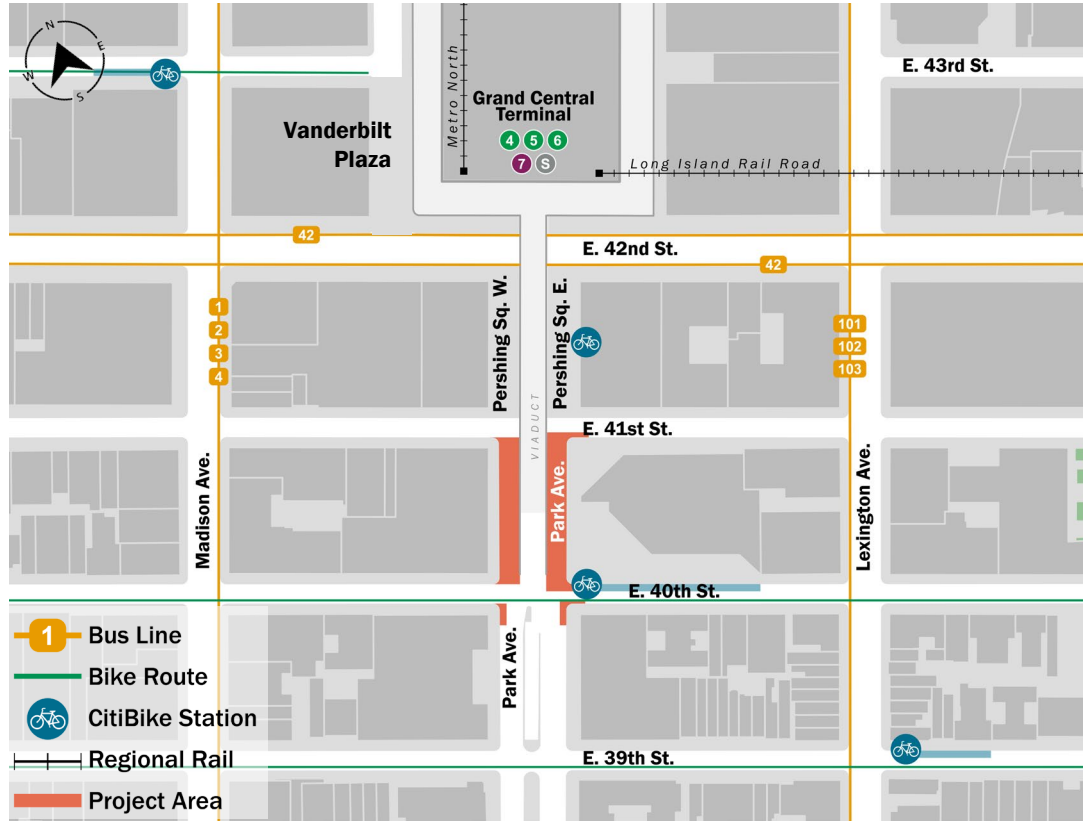 N
E
W
S
E. 43rd St.
Metro North
Grand Central
Terminal
4 5 6
7 S
Vanderbilt
Plaza
Long Island Rail Road
42
E. 42nd St.
42
Pershing Sq. W.
Pershing Sq. E.
1
2
3
4
101
102
103
VIADUCT
E. 41st St.
Madison Ave.
Park Ave.
Lexington Ave.
E. 40th St.
Park Ave.
E. 39th St.
1 Bus Line
Bike Route
CitiBike Station
Regional Rail
Project Area